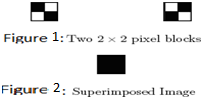 Figure 1: Two 2 × 2 pixel blocks
Figure 2: Superimposed Image